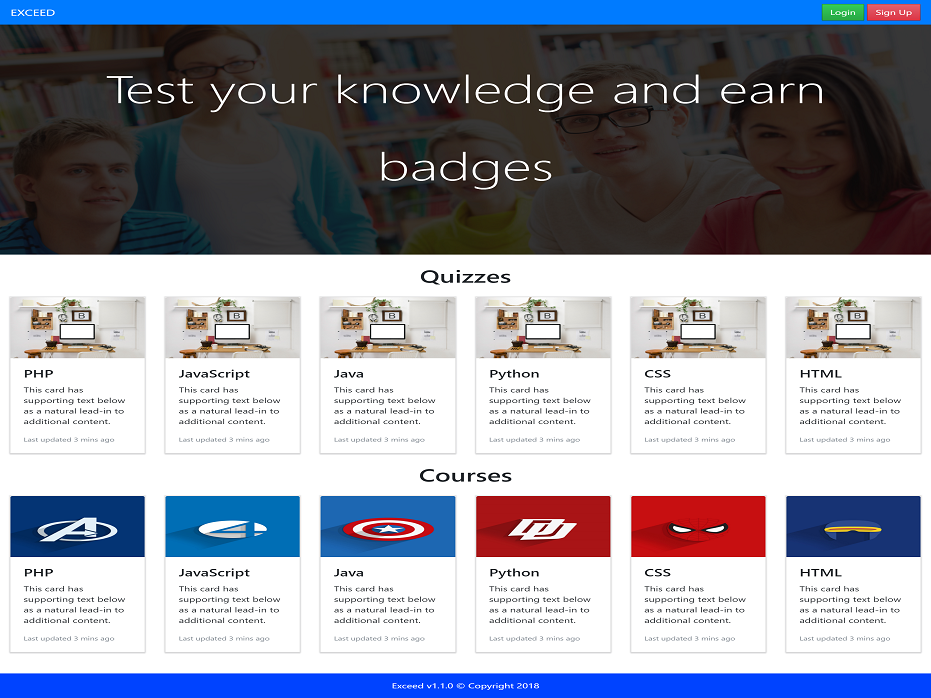 EXCEED
Login Sign Up
Test your knowledge and earn
badges
Quizzes
B B B B B B
PHP
This card has
supporting text below
as a natural lead-in to
additional content.
Last updated 3 mins ago
JavaScript
This card has
supporting text below
as a natural lead-in to
additional content.
Last updated 3 mins ago
Java
This card has
supporting text below
as a natural lead-in to
additional content.
Last updated 3 mins ago
Python
This card has
supporting text below
as a natural lead-in to
additional content.
Last updated 3 mins ago
CSS
This card has
supporting text below
as a natural lead-in to
additional content.
Last updated 3 mins ago
HTML
This card has
supporting text below
as a natural lead-in to
additional content.
Last updated 3 mins ago
Courses
PHP
This card has
supporting text below
as a natural lead-in to
additional content.
Last updated 3 mins ago
JavaScript
This card has
supporting text below
as a natural lead-in to
additional content.
Last updated 3 mins ago
Java
This card has
supporting text below
as a natural lead-in to
additional content.
Last updated 3 mins ago
Python
This card has
supporting text below
as a natural lead-in to
additional content.
Last updated 3 mins ago
CSS
This card has
supporting text below
as a natural lead-in to
additional content.
Last updated 3 mins ago
HTML
This card has
supporting text below
as a natural lead-in to
additional content.
Last updated 3 mins ago
Exceed v1.1.0 © Copyright 2018